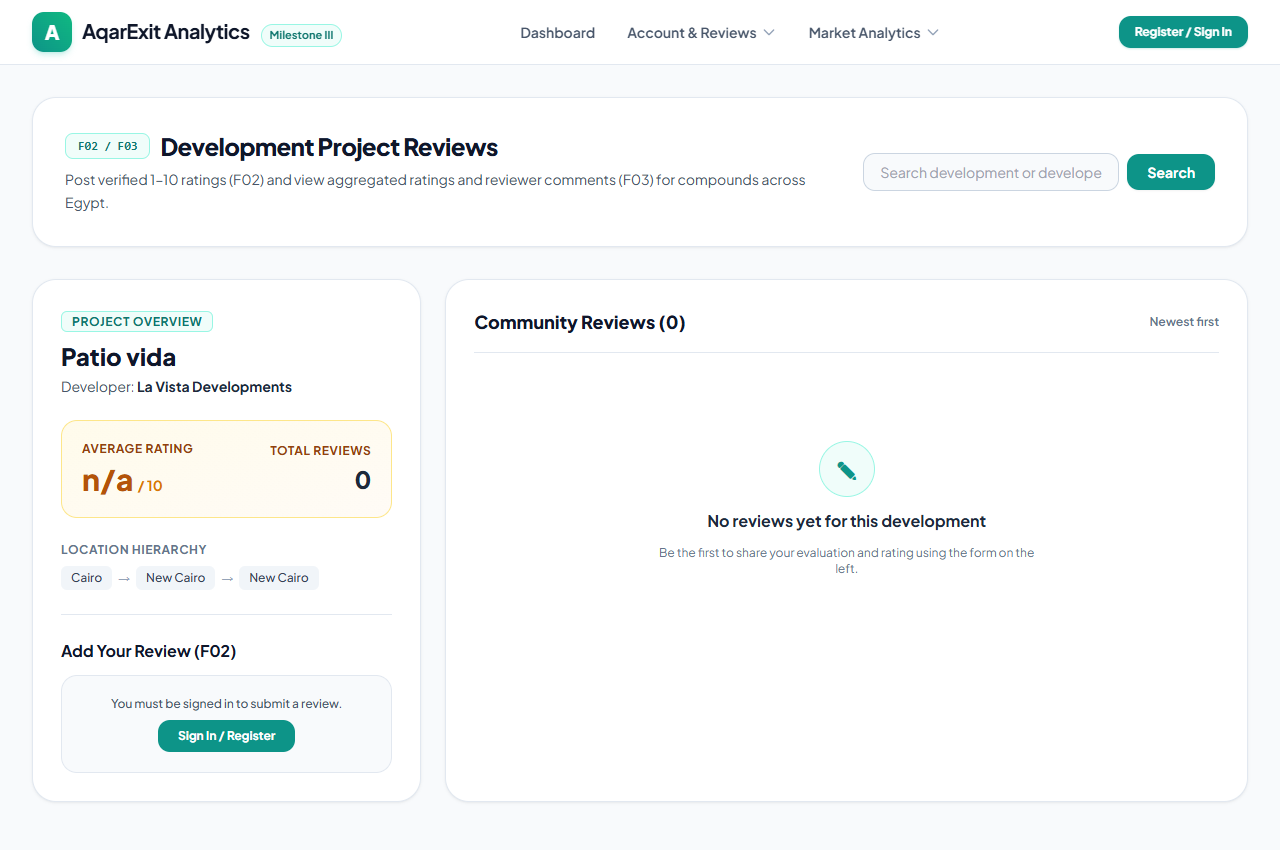 A AqarExit Analytics Milestone III Dashboard Account & Reviews Market Analytics Register / Sign In
F02 / F03 Development Project Reviews
Post verified 1–10 ratings (F02) and view aggregated ratings and reviewer comments (F03) for compounds across
Egypt.
Search development or develope Search
PROJECT OVERVIEW
Patio vida
Developer: La Vista Developments
AVERAGE RATING TOTAL REVIEWS
n/a / 10 0
LOCATION HIERARCHY
Cairo → New Cairo → New Cairo
Add Your Review (F02)
You must be signed in to submit a review.
Sign In / Register
Community Reviews (0) Newest first
No reviews yet for this development
Be the first to share your evaluation and rating using the form on the
left.